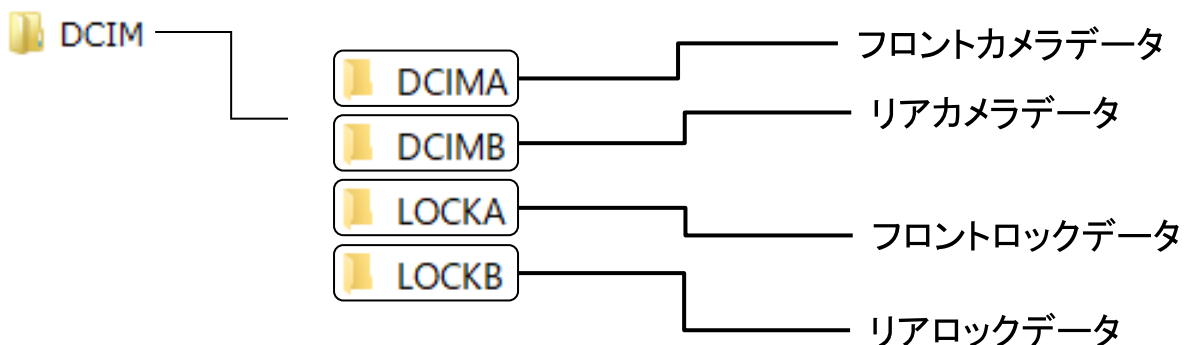 DCIM
DCIMA
フロントカメラデータ
DCIMB
リアカメラデータ
LOCKA
フロントロックデータ
LOCKB
リアロックデータ